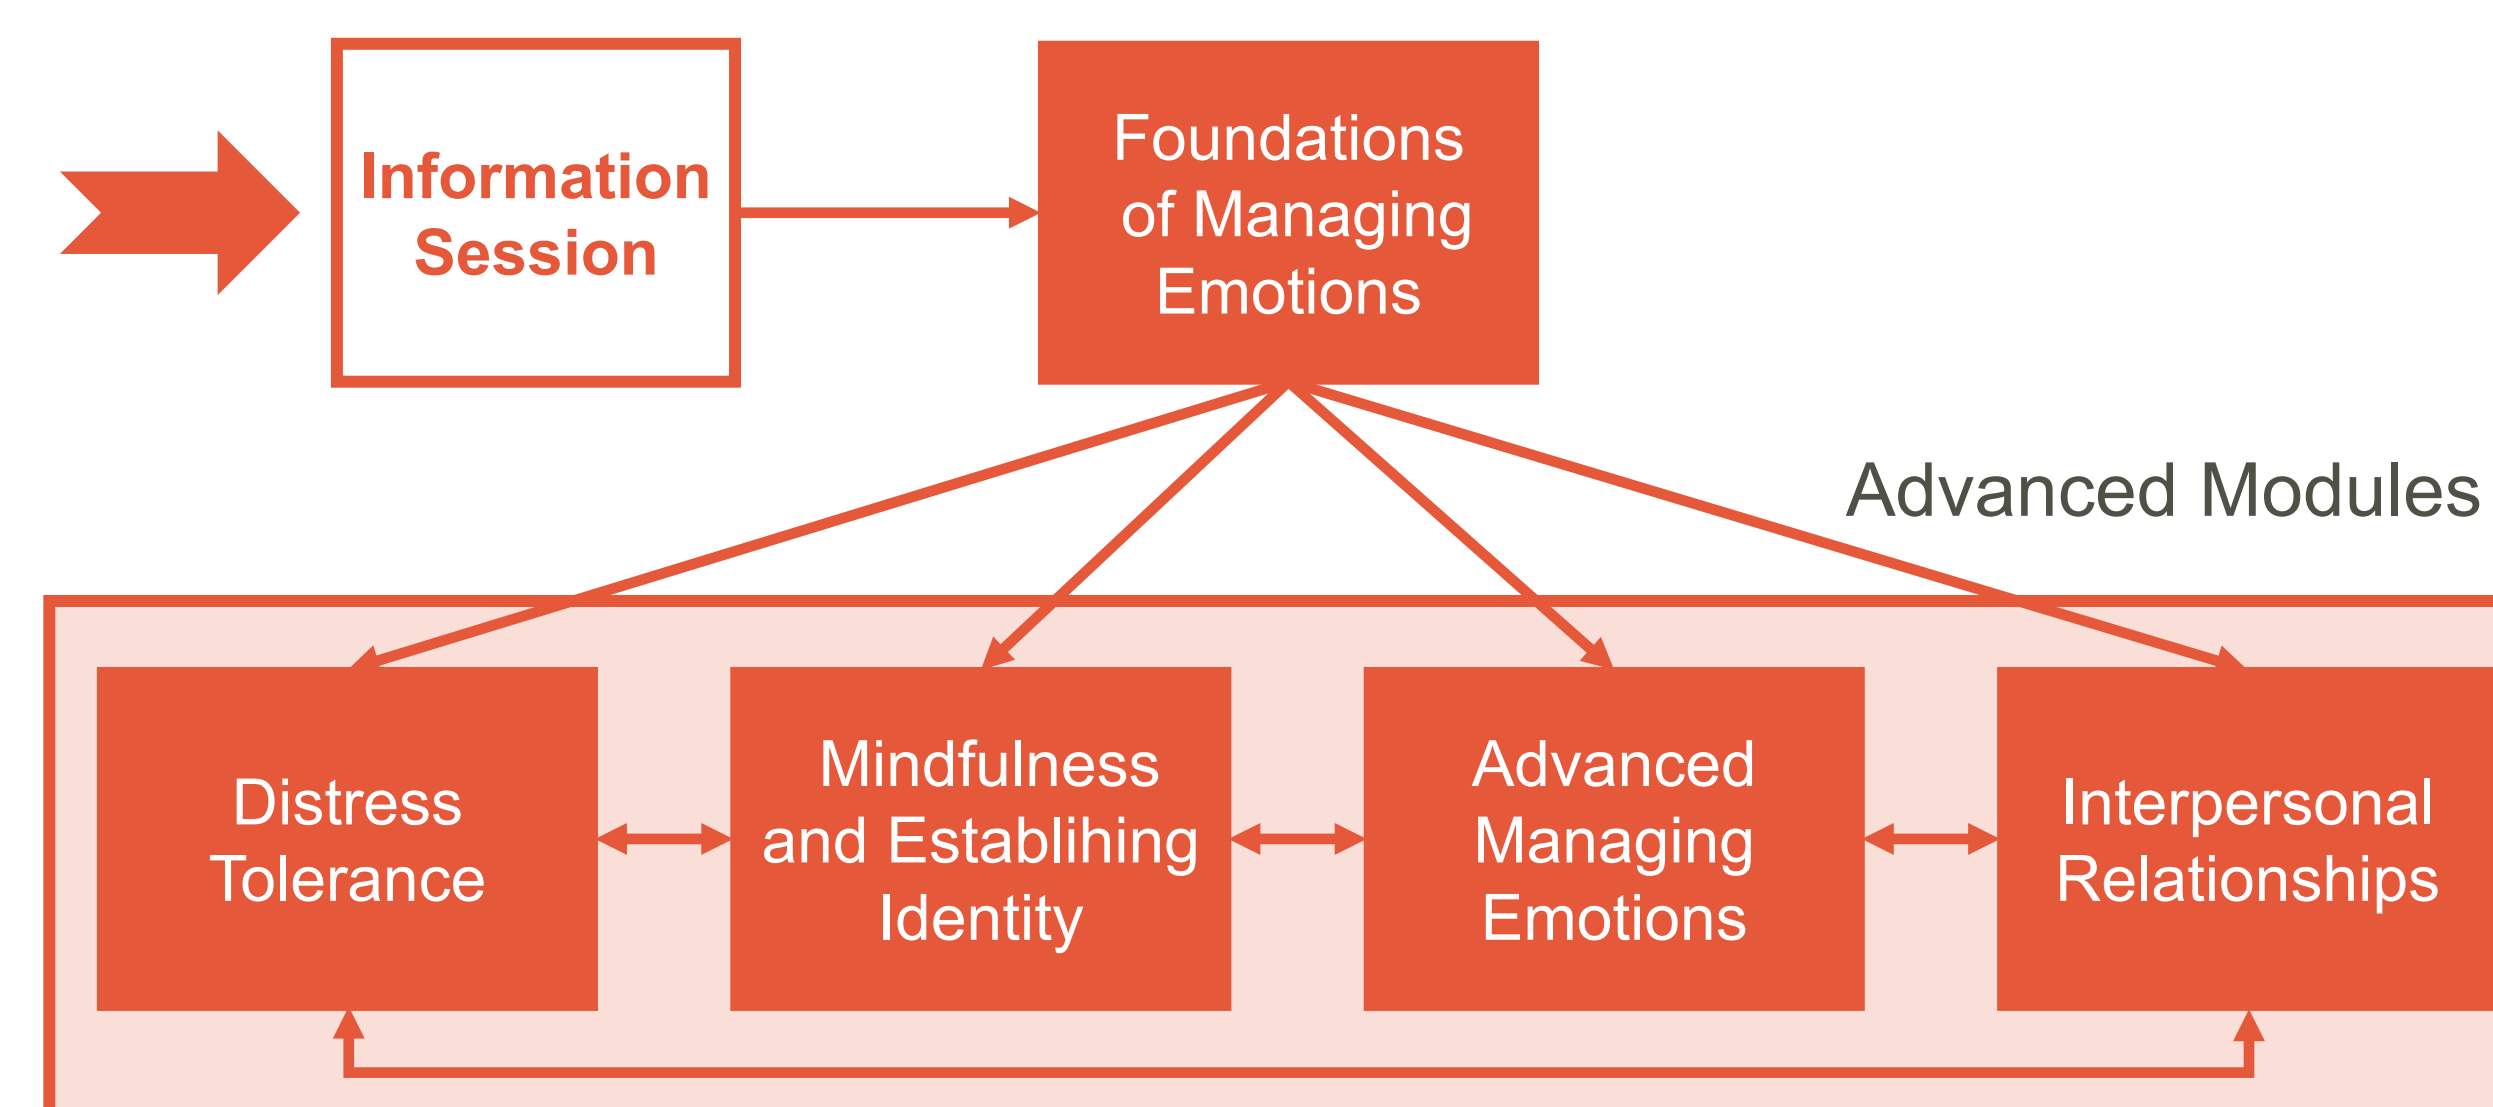 Information
Session
Foundations
of Managing
Emotions
Advanced Modules
Distress
Tolerance
Mindfulness
and Establihing
Identity
Advanced
Managing
Emotions
Interpersonal
Relationships